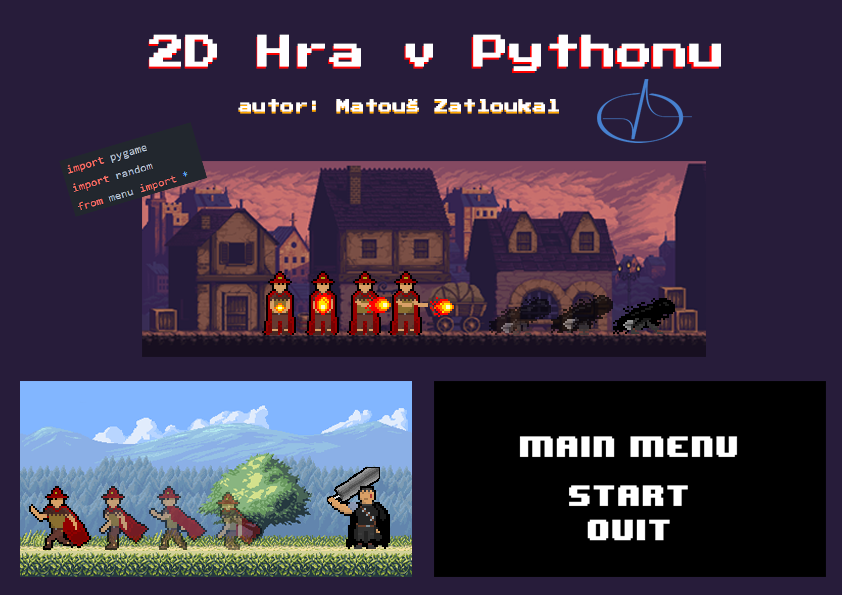 2D Hra v Pythonu
autor: Matouš Zatloukal
import pygame
import random
from menu import *
MAIN MENU
START
QUIT